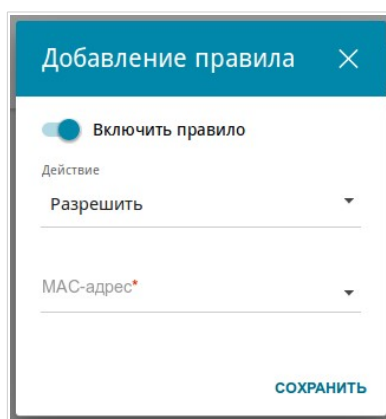 Добавление правила
Включить правило
Действие
Разрешить
MAC-адрес*
СОХРАНИТЬ